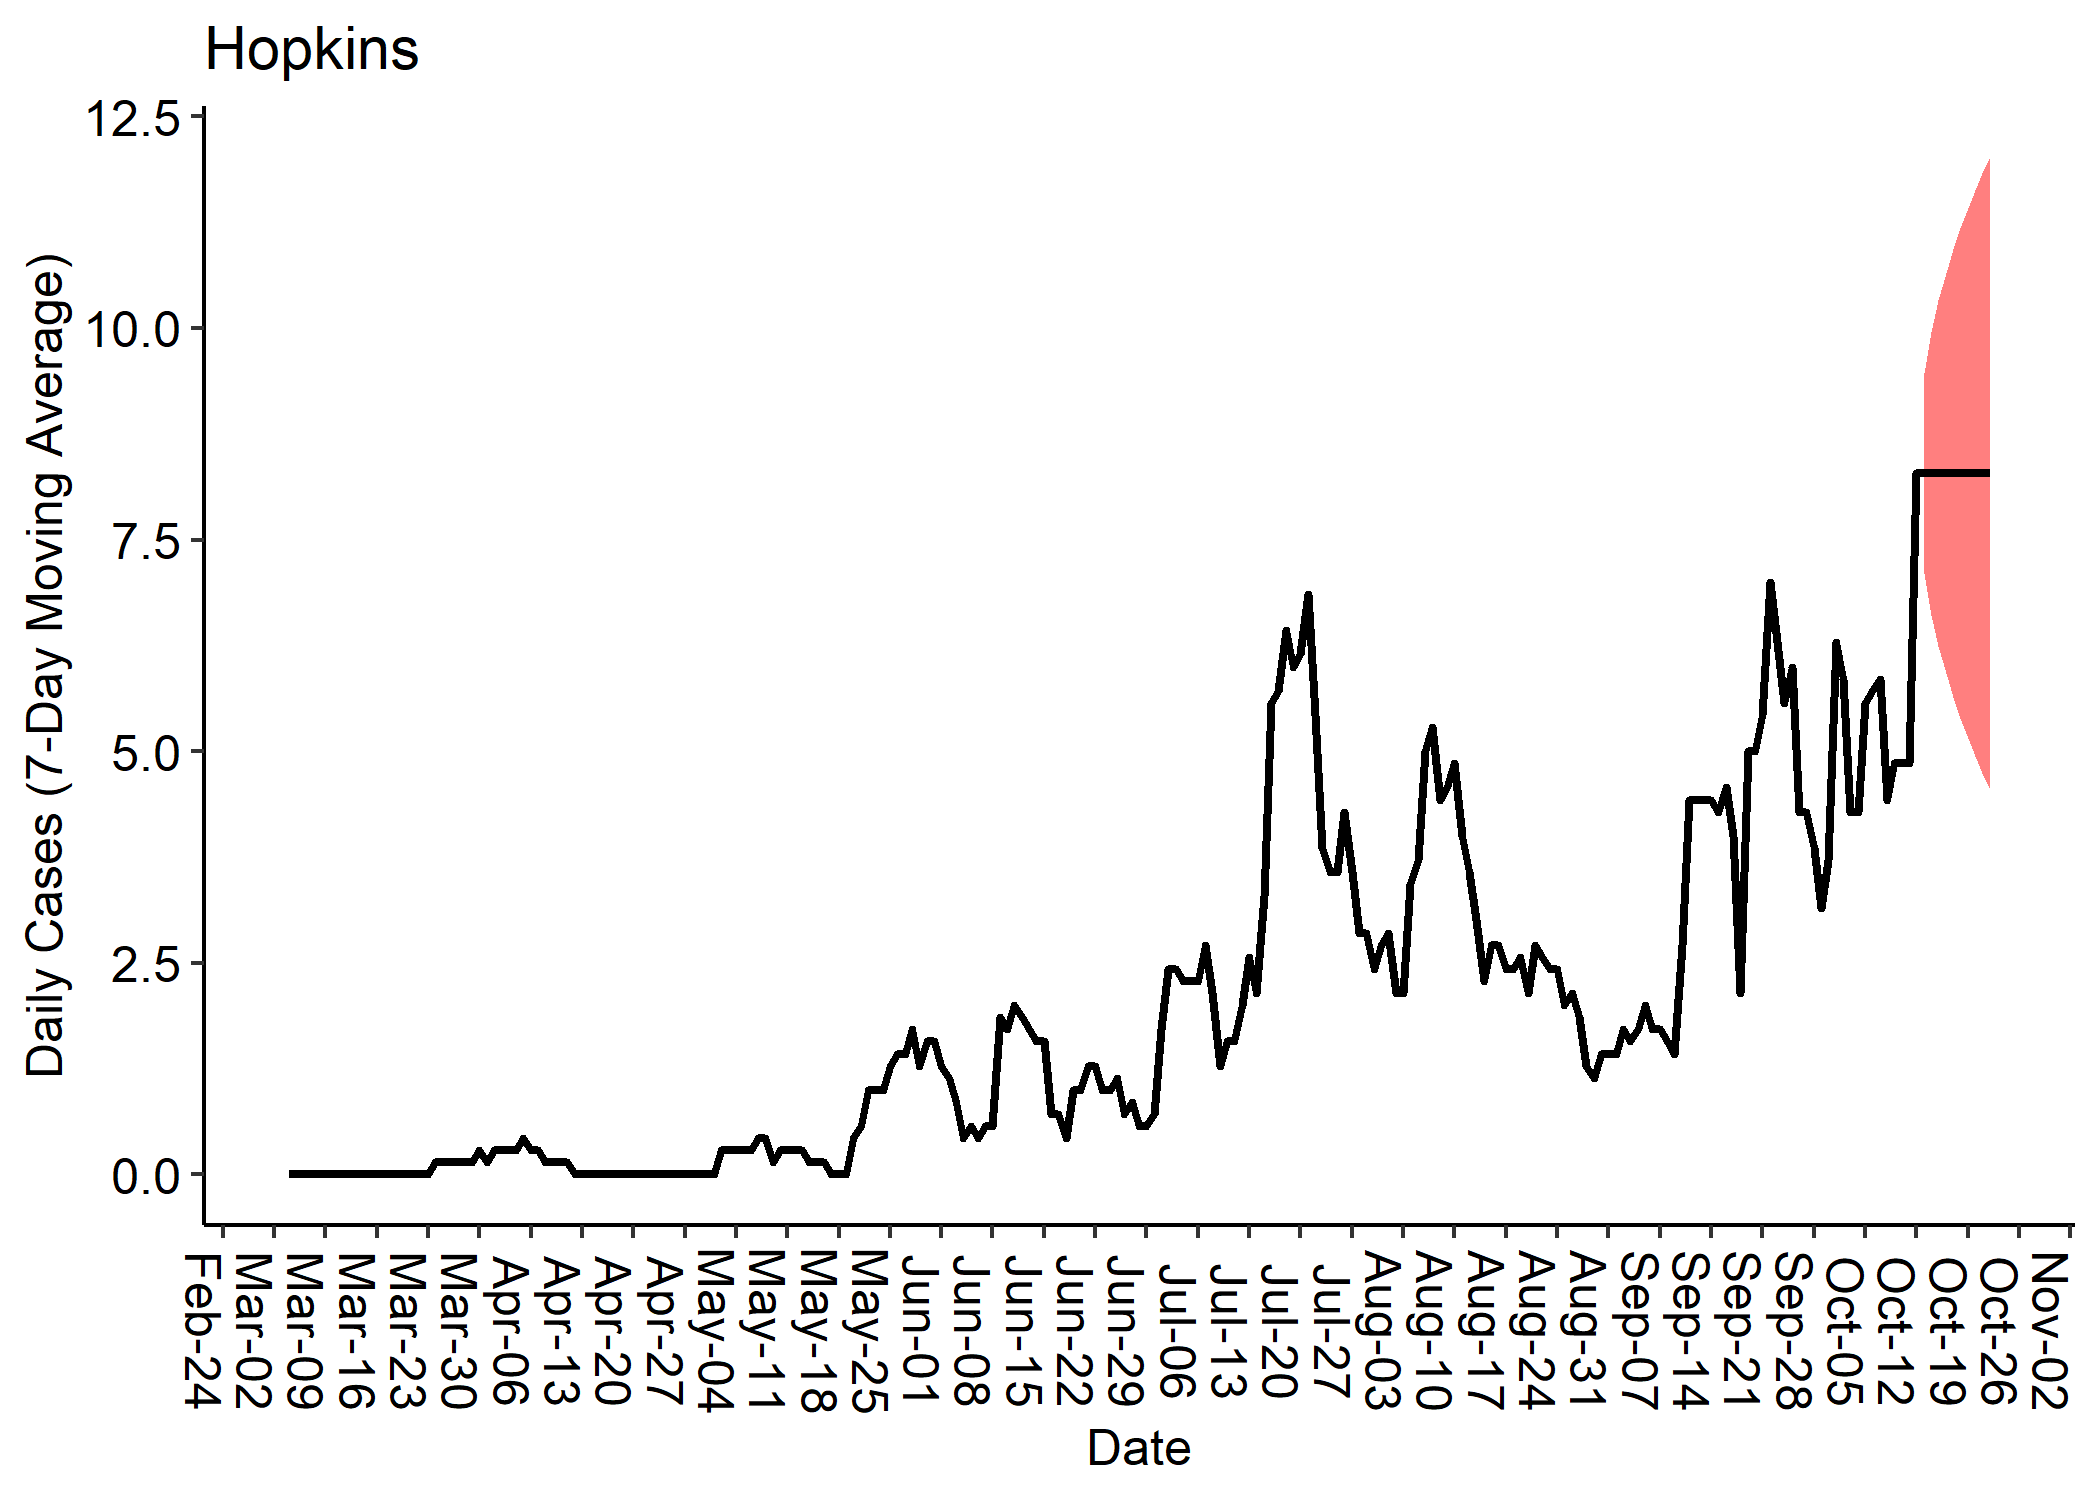 Hopkins
Daily Cases (7-Day Moving Average)
12.5
10.0
7.5
5.0
2.5
0.0
Feb-24
Mar-02
Mar-09
Mar-16
Mar-23
Mar-30
Apr-06
Apr-13
Apr-20
Apr-27
May-04
May-11
May-18
May-25
Jun-01
Jun-08
Jun-15
Jun-22
Jun-29
Jul-06
Jul-13
Jul-20
Jul-27
Aug-03
Aug-10
Aug-17
Aug-24
Aug-31
Sep-07
Sep-14
Sep-21
Sep-28
Oct-05
Oct-12
Oct-19
Oct-26
Nov-02
Date